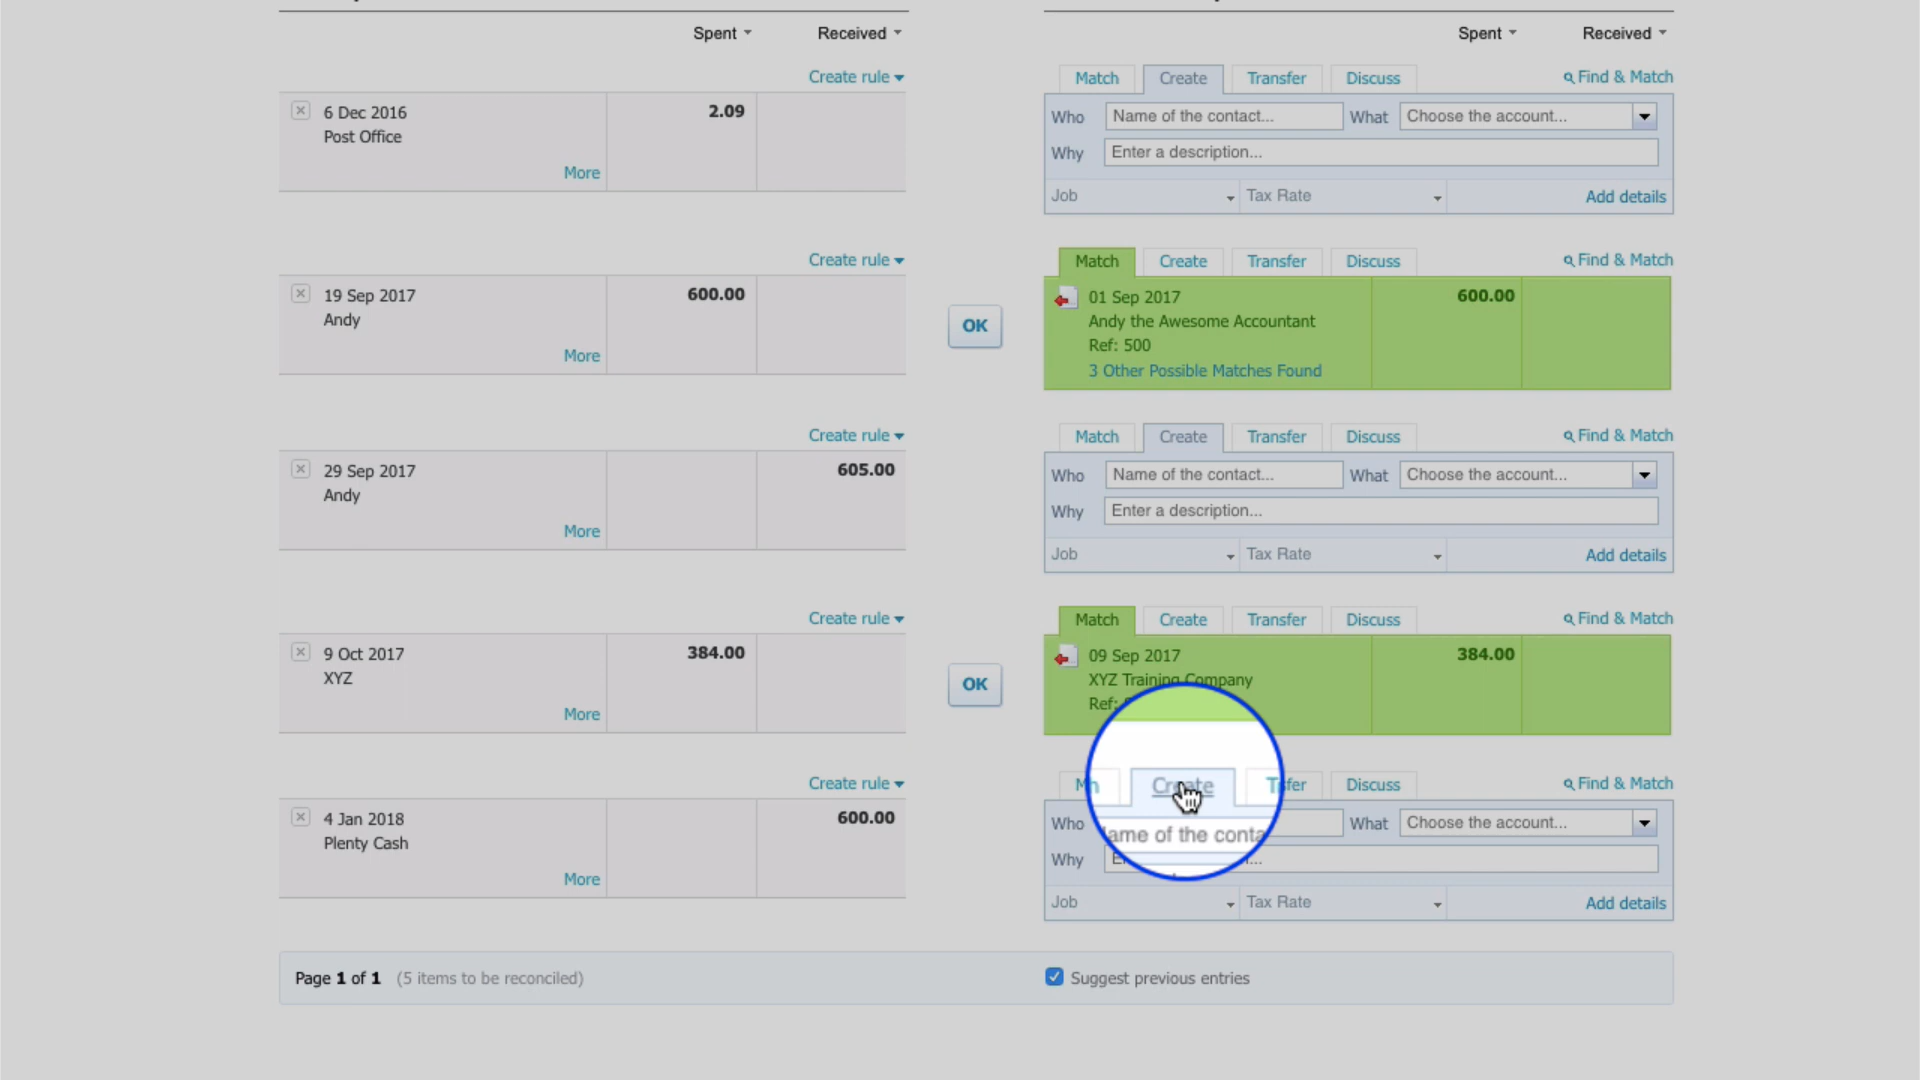 Spent Received
Spent Received
Create rule
6 Dec 2016
Post Office
More
2.09
Match Create Transfer Discuss Find & Match
Who Name of the contact... What Choose the account...
Why Enter a description...
Job Tax Rate Add details
Create rule
19 Sep 2017
Andy
More
600.00
OK
Match Create Transfer Discuss Find & Match
01 Sep 2017
Andy the Awesome Accountant
Ref: 500
3 Other Possible Matches Found
600.00
Create rule
29 Sep 2017
Andy
More
605.00
Match Create Transfer Discuss Find & Match
Who Name of the contact... What Choose the account...
Why Enter a description...
Job Tax Rate Add details
Create rule
9 Oct 2017
XYZ
More
384.00
OK
Match Create Transfer Discuss Find & Match
09 Sep 2017
XYZ Training Company
Ref:
384.00
Create rule
4 Jan 2018
Plenty Cash
More
600.00
Create Discuss Find & Match
Who ame of the conta What Choose the account...
Why
Job Tax Rate Add details
Page 1 of 1 (5 items to be reconciled)
Suggest previous entries